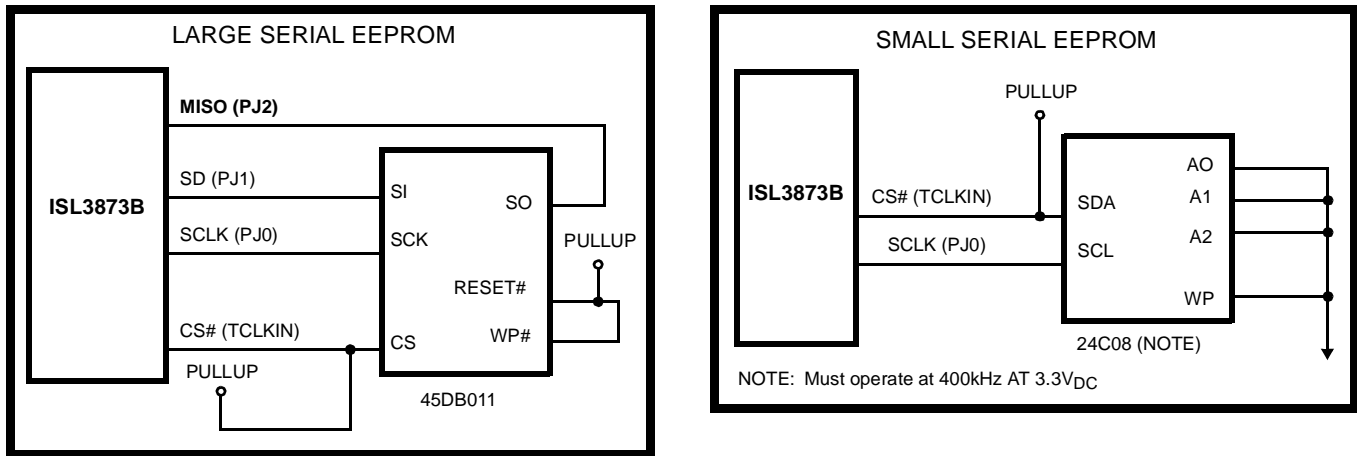 LARGE SERIAL EEPROM
MISO (PJ2)
SD (PJ1)
SCLK (PJ0)
CS# (TCLKIN)
PULLUP
ISL3873B
SI
SO
SCK
RESET#
WP#
CS
PULLUP
45DB011
SMALL SERIAL EEPROM
PULLUP
ISL3873B
CS# (TCLKIN)
SCLK (PJ0)
SDA
SCL
AO
A1
A2
WP
24C08 (NOTE)
NOTE: Must operate at 400kHz AT 3.3VDC